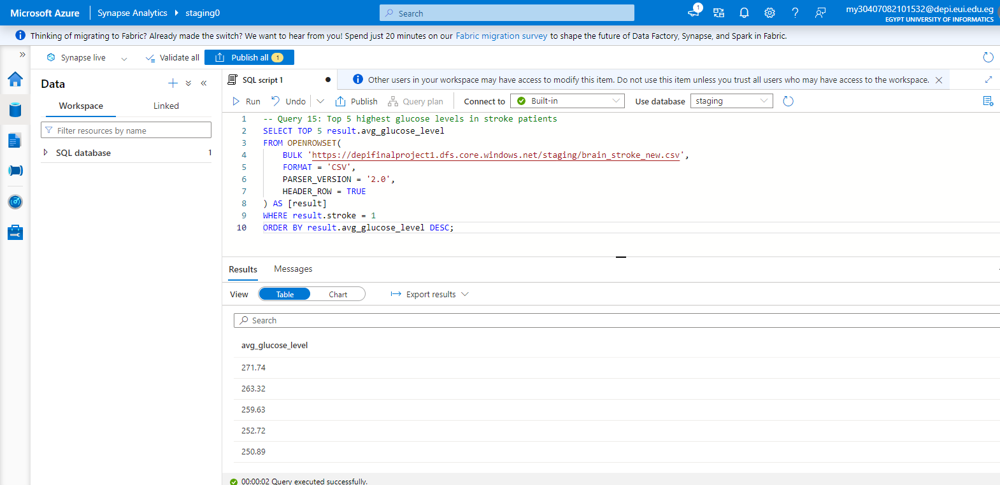 Microsoft Azure
Synapse Analytics
staging0
Search
1
my30407082101532@depi.eui.edu.eg
EGYPT UNIVERSITY OF INFORMATICS
Thinking of migrating to Fabric? Already made the switch? We want to hear from you! Spend just 20 minutes on our Fabric migration survey to shape the future of Data Factory, Synapse, and Spark in Fabric.
Synapse live
Validate all
Publish all 1
Data
Workspace
Linked
Filter resources by name
SQL database 1
SQL script 1
Other users in your workspace may have access to modify this item. Do not use this item unless you trust all users who may have access to the workspace.
Run
Undo
Publish
Query plan
Connect to
Built-in
Use database
staging
1 -- Query 15: Top 5 highest glucose levels in stroke patients
2 SELECT TOP 5 result.avg_glucose_level
3 FROM OPENROWSET(
4 BULK 'https://depifinalproject1.dfs.core.windows.net/staging/brain_stroke_new.csv',
5 FORMAT = 'CSV',
6 PARSER_VERSION = '2.0',
7 HEADER_ROW = TRUE
8 ) AS [result]
9 WHERE result.stroke = 1
10 ORDER BY result.avg_glucose_level DESC;
Results
Messages
View
Table
Chart
Export results
Search
avg_glucose_level
271.74
263.32
259.63
252.72
250.89
00:00:02 Query executed successfully.